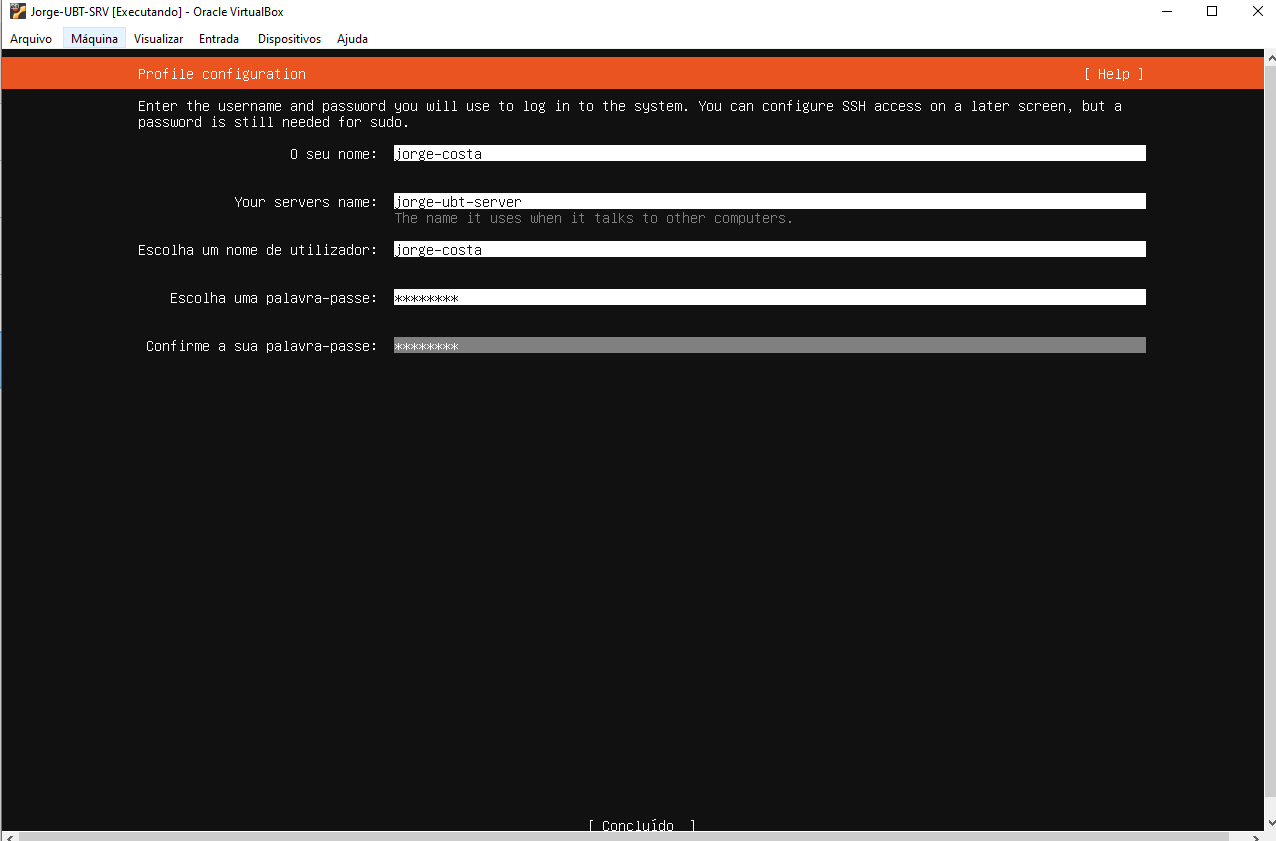 Jorge-UBT-SRV [Executando] - Oracle VirtualBox
Arquivo Máquina Visualizar Entrada Dispositivos Ajuda
Profile configuration [ Help ]
Enter the username and password you will use to log in to the system. You can configure SSH access on a later screen, but a
password is still needed for sudo.
O seu nome: jorge-costa
Your servers name: jorge-ubt-server
The name it uses when it talks to other computers.
Escolha um nome de utilizador: jorge-costa
Escolha uma palavra-passe: ********
Confirme a sua palavra-passe: ********
[ Concluído ]